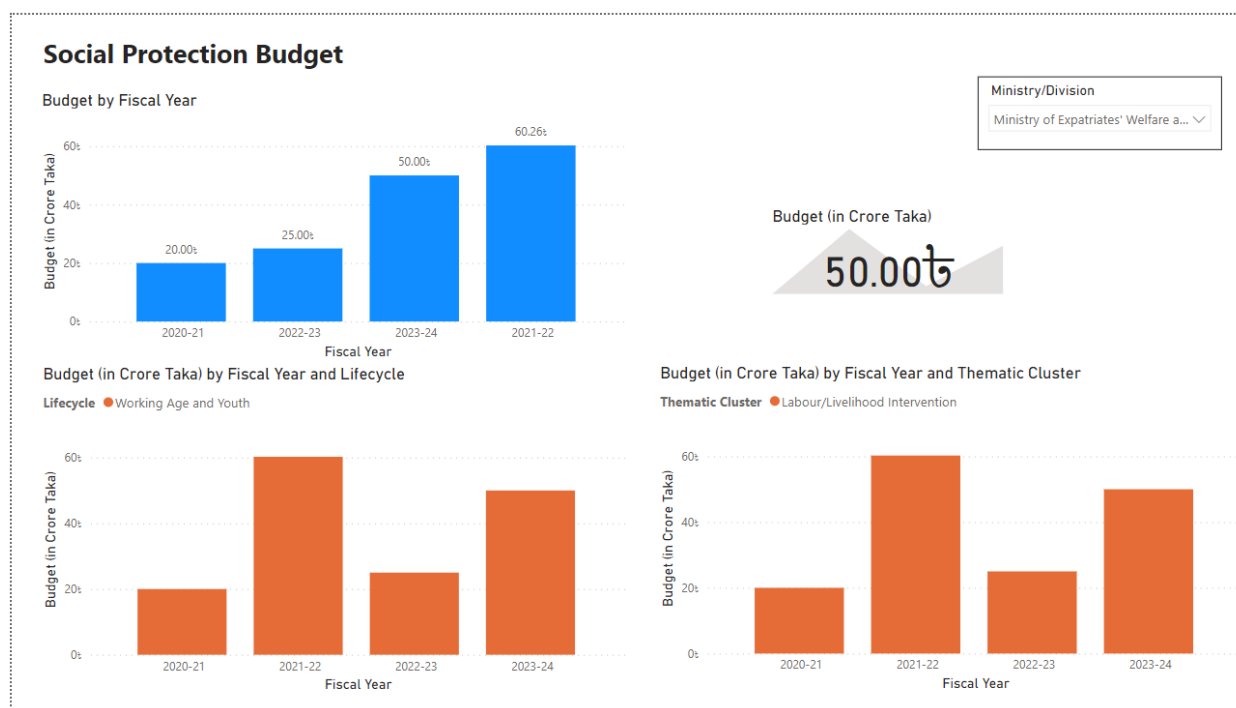 Social Protection Budget
Budget by Fiscal Year
Budget (in Crore Taka)
60৳
40৳
20৳
0৳
20.00৳
25.00৳
50.00৳
60.26৳
2020-21
2022-23
2023-24
2021-22
Fiscal Year
Ministry/Division
Ministry of Expatriates' Welfare a...
Budget (in Crore Taka)
50.00৳
Budget (in Crore Taka) by Fiscal Year and Lifecycle
Lifecycle Working Age and Youth
Budget (in Crore Taka)
60৳
40৳
20৳
0৳
2020-21
2021-22
2022-23
2023-24
Fiscal Year
Budget (in Crore Taka) by Fiscal Year and Thematic Cluster
Thematic Cluster Labour/Livelihood Intervention
Budget (in Crore Taka)
60৳
40৳
20৳
0৳
2020-21
2021-22
2022-23
2023-24
Fiscal Year